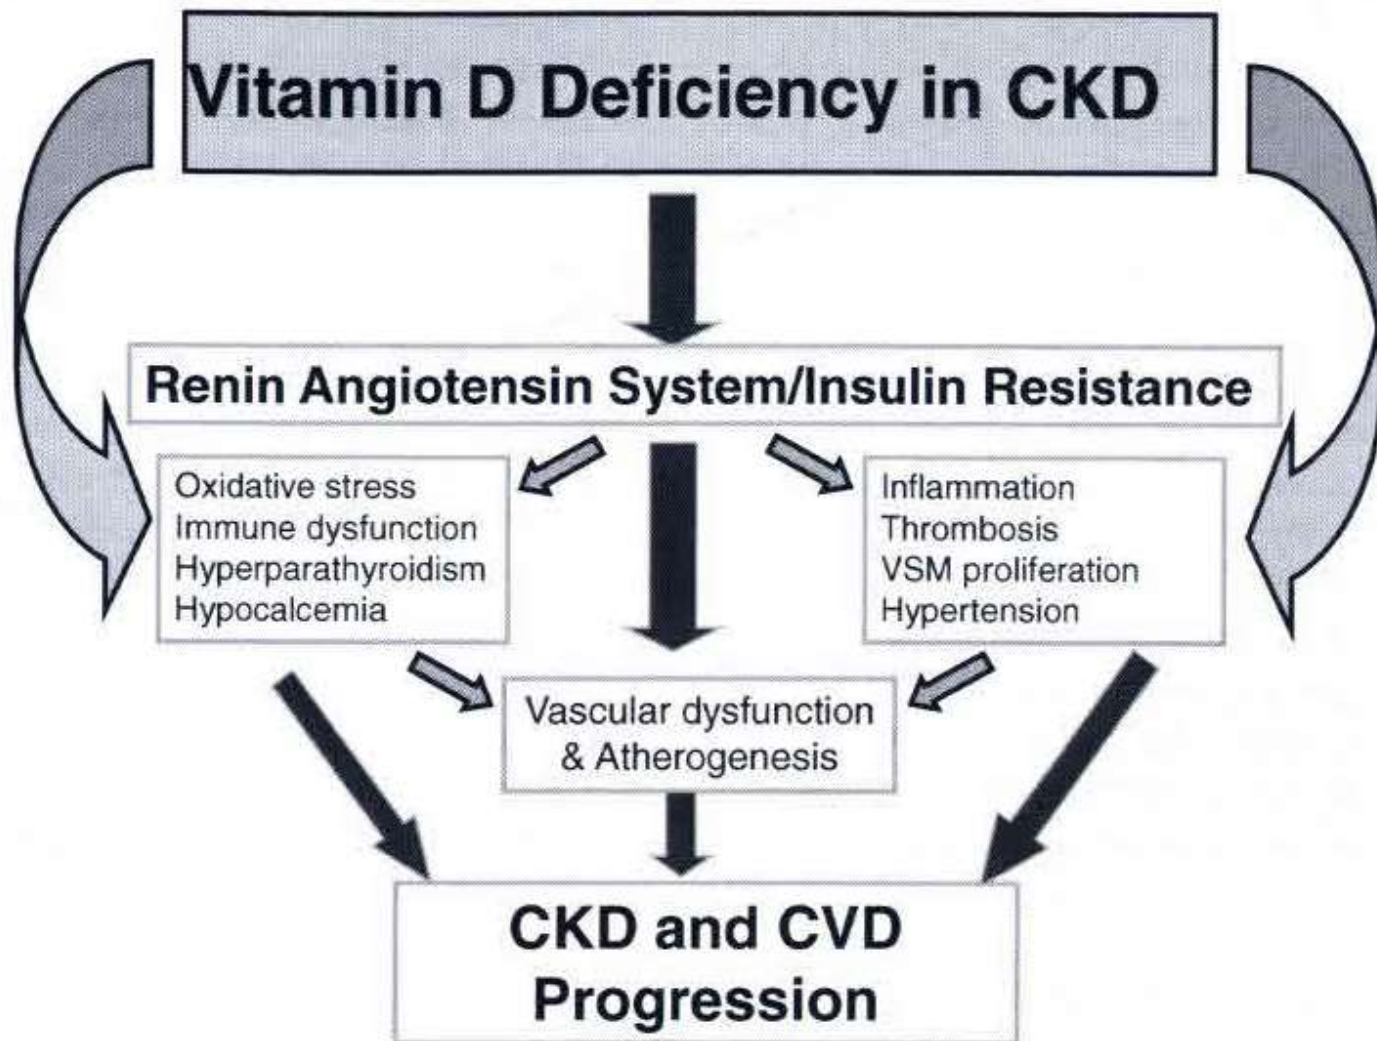 Vitamin D Deficiency in CKD
Renin Angiotensin System/Insulin Resistance
Oxidative stress
Immune dysfunction
Hyperparathyroidism
Hypocalcemia
Inflammation
Thrombosis
VSM proliferation
Hypertension
Vascular dysfunction
& Atherogenesis
CKD and CVD
Progression